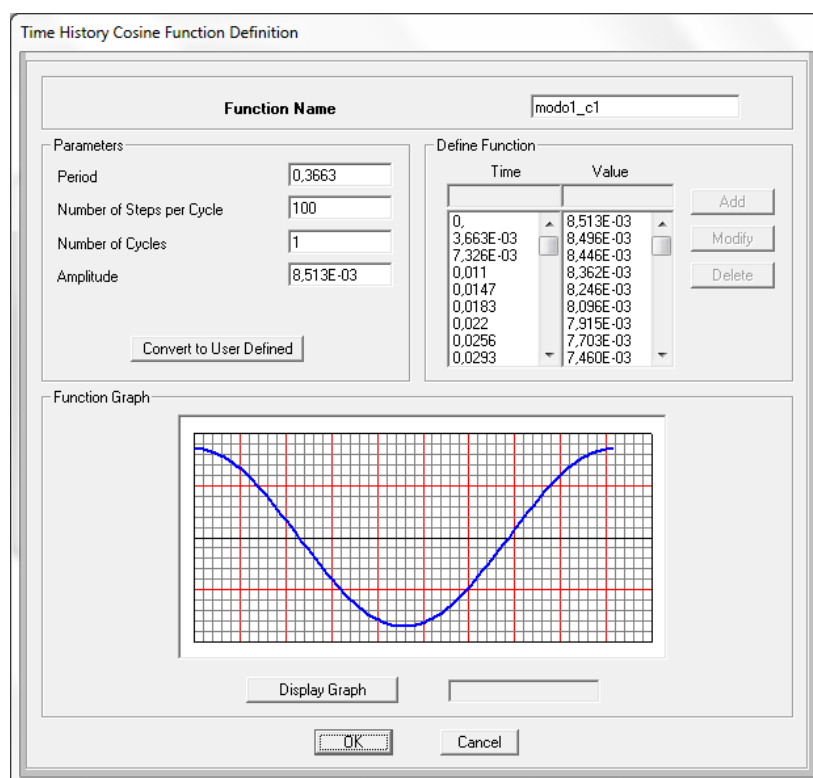 Time History Cosine Function Definition
Function Name modo1_c1
Parameters
Period 0,3663
Number of Steps per Cycle 100
Number of Cycles 1
Amplitude 8,513E-03
Convert to User Defined
Define Function
Time Value
0, 8,513E-03
3,663E-03 8,496E-03
7,326E-03 8,446E-03
0,011 8,362E-03
0,0147 8,246E-03
0,0183 8,096E-03
0,022 7,915E-03
0,0256 7,703E-03
0,0293 7,460E-03
Add
Modify
Delete
Function Graph
Display Graph
OK Cancel